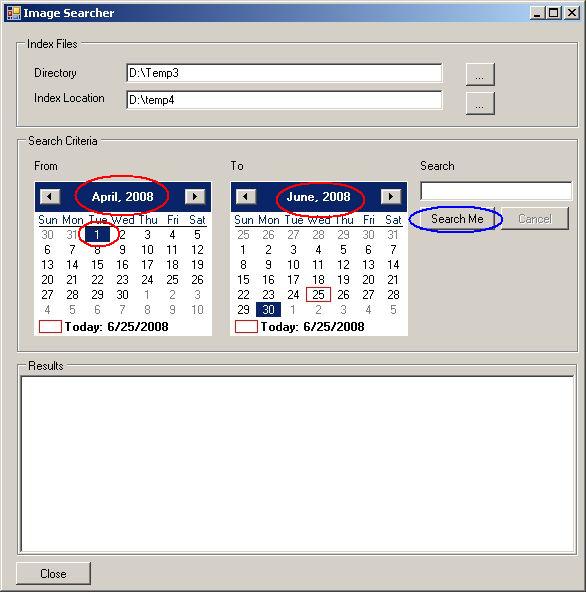 Image Searcher
Index Files
Directory D:\Temp3 ...
Index Location D:\temp4 ...
Search Criteria
From To Search
April, 2008 June, 2008
Sun Mon Tue Wed Thu Fri Sat Sun Mon Tue Wed Thu Fri Sat
Search Me Cancel
30 31 1 2 3 4 5 25 26 27 28 29 30 31
6 7 8 9 10 11 12 1 2 3 4 5 6 7
13 14 15 16 17 18 19 8 9 10 11 12 13 14
20 21 22 23 24 25 26 15 16 17 18 19 20 21
27 28 29 30 1 2 3 22 23 24 25 26 27 28
4 5 6 7 8 9 10 29 30 1 2 3 4 5
Today: 6/25/2008 Today: 6/25/2008
Results
Close